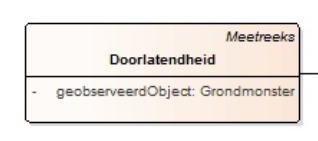 Meetreeks
Doorlatendheid
- geobserveerdObject: Grondmonster